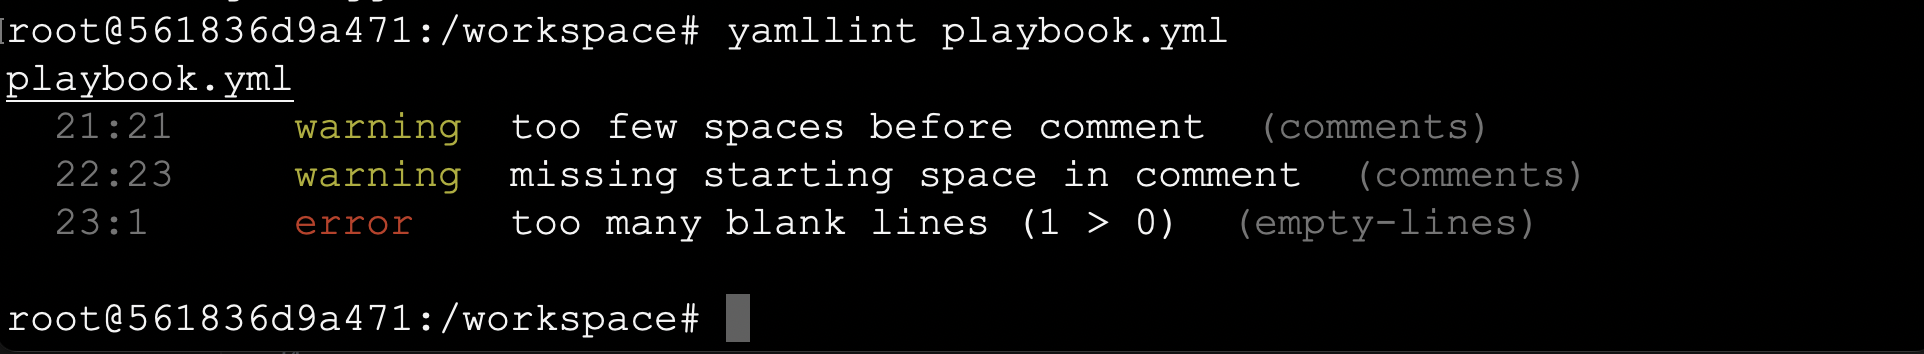 root@561836d9a471:/workspace# yamllint playbook.yml
playbook.yml
21:21 warning too few spaces before comment (comments)
22:23 warning missing starting space in comment (comments)
23:1 error too many blank lines (1 > 0) (empty-lines)
root@561836d9a471:/workspace#